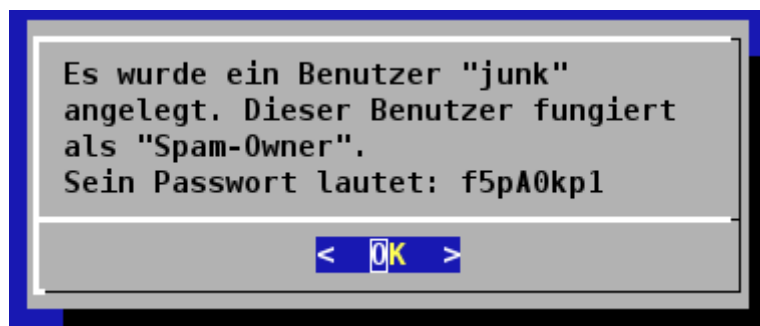 Es wurde ein Benutzer "junk"
angelegt. Dieser Benutzer fungiert
als "Spam-Owner".
Sein Passwort lautet: f5pA0kp1
< OK >